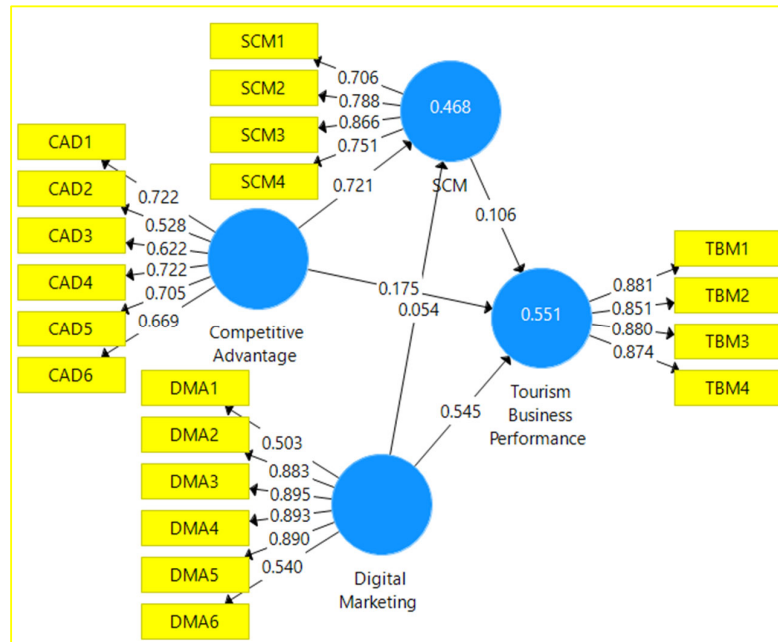 SCM1
SCM2
SCM3
SCM4
0.706
0.788
0.866
0.751
0.468
SCM
CAD1
CAD2
CAD3
CAD4
CAD5
CAD6
0.722
0.528
0.622
0.722
0.705
0.669
0.721
Competitive
Advantage
0.106
0.175
0.054
0.551
Tourism
Business
Performance
0.881
0.851
0.880
0.874
TBM1
TBM2
TBM3
TBM4
0.545
DMA1
DMA2
DMA3
DMA4
DMA5
DMA6
0.503
0.883
0.895
0.893
0.890
0.540
Digital
Marketing